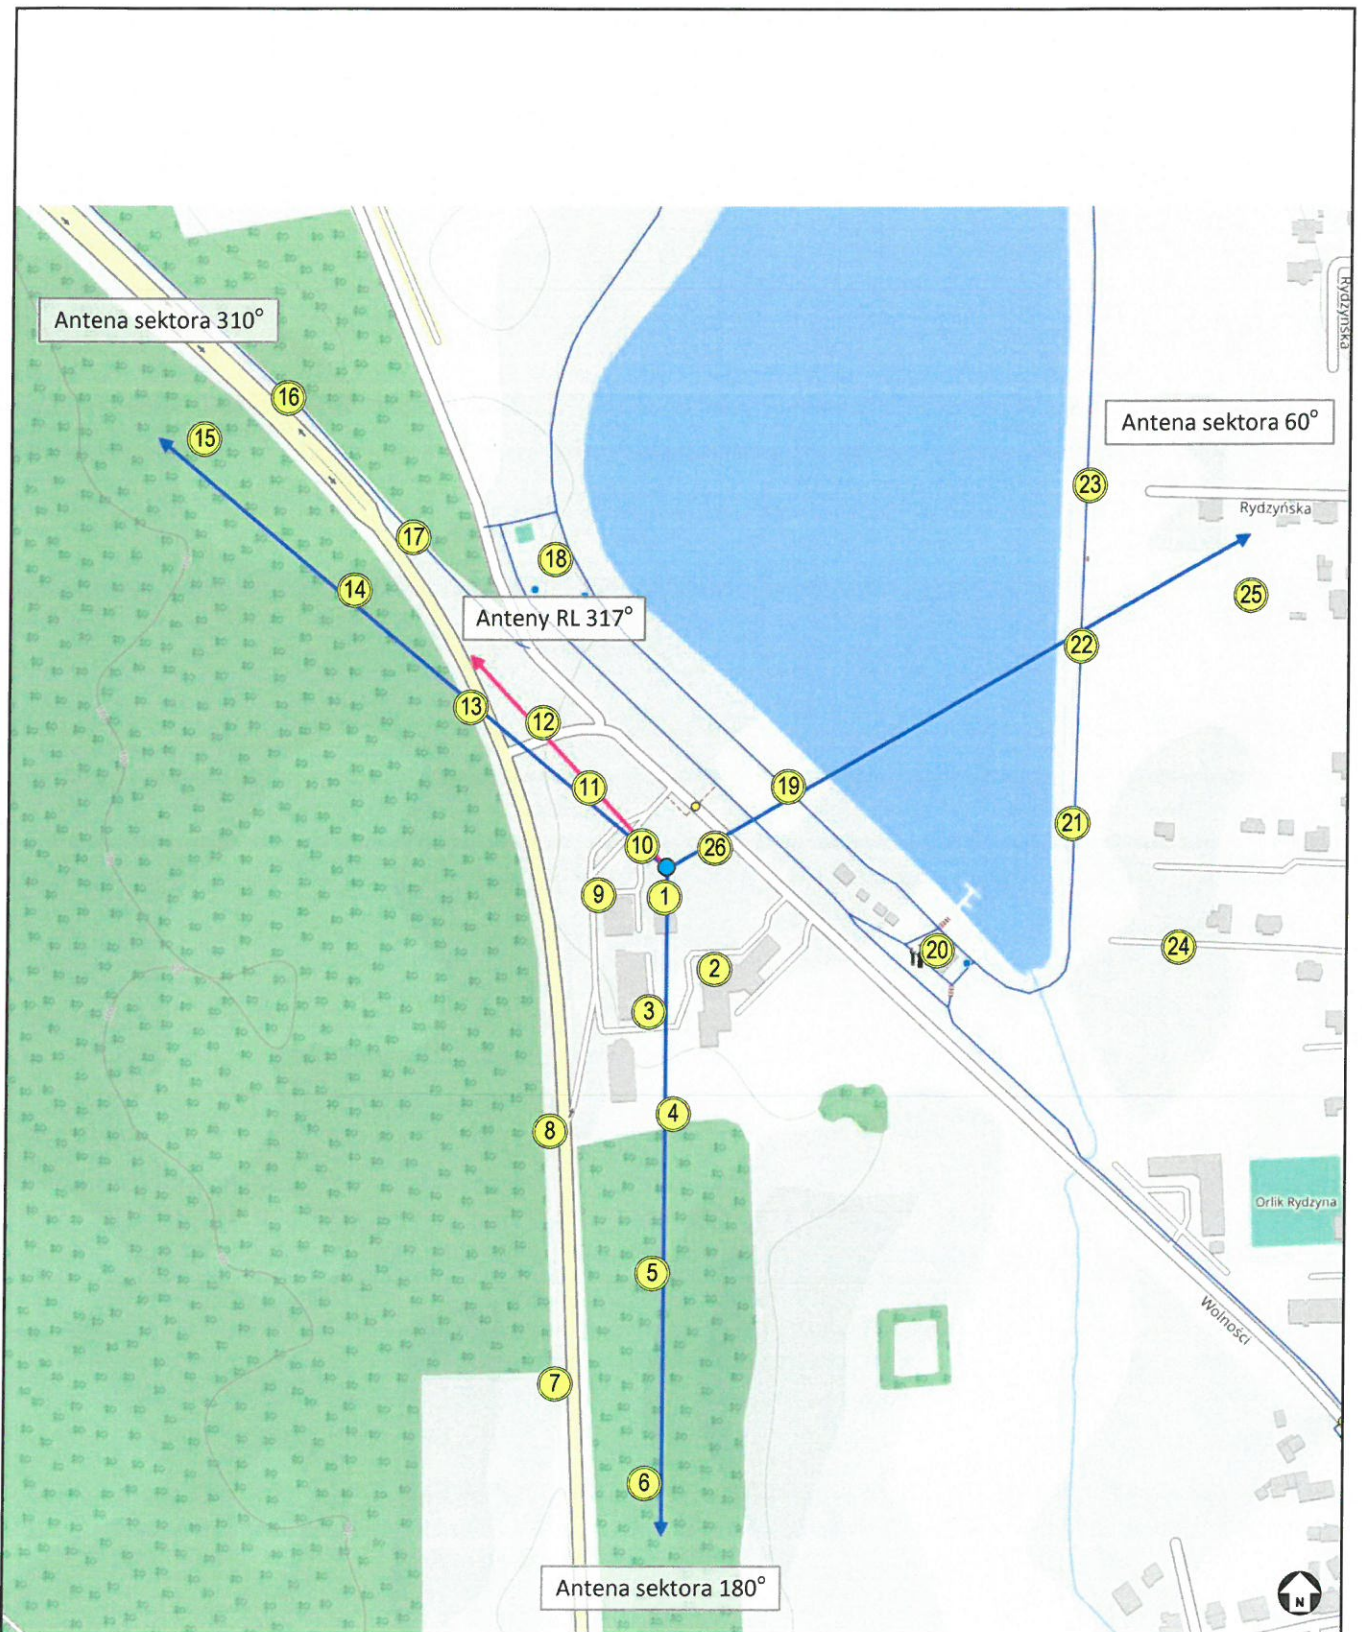 Rydzyńska
Antena sektora 310°
16
15
Antena sektora 60°
23
Rydzyńska
17
18
14
25
Anteny RL 317°
22
13
12
11
19
21
10
26
9
1
20
24
2
3
4
8
Orlik Rydzyna
5
Wolności
7
6
Antena sektora 180°
N